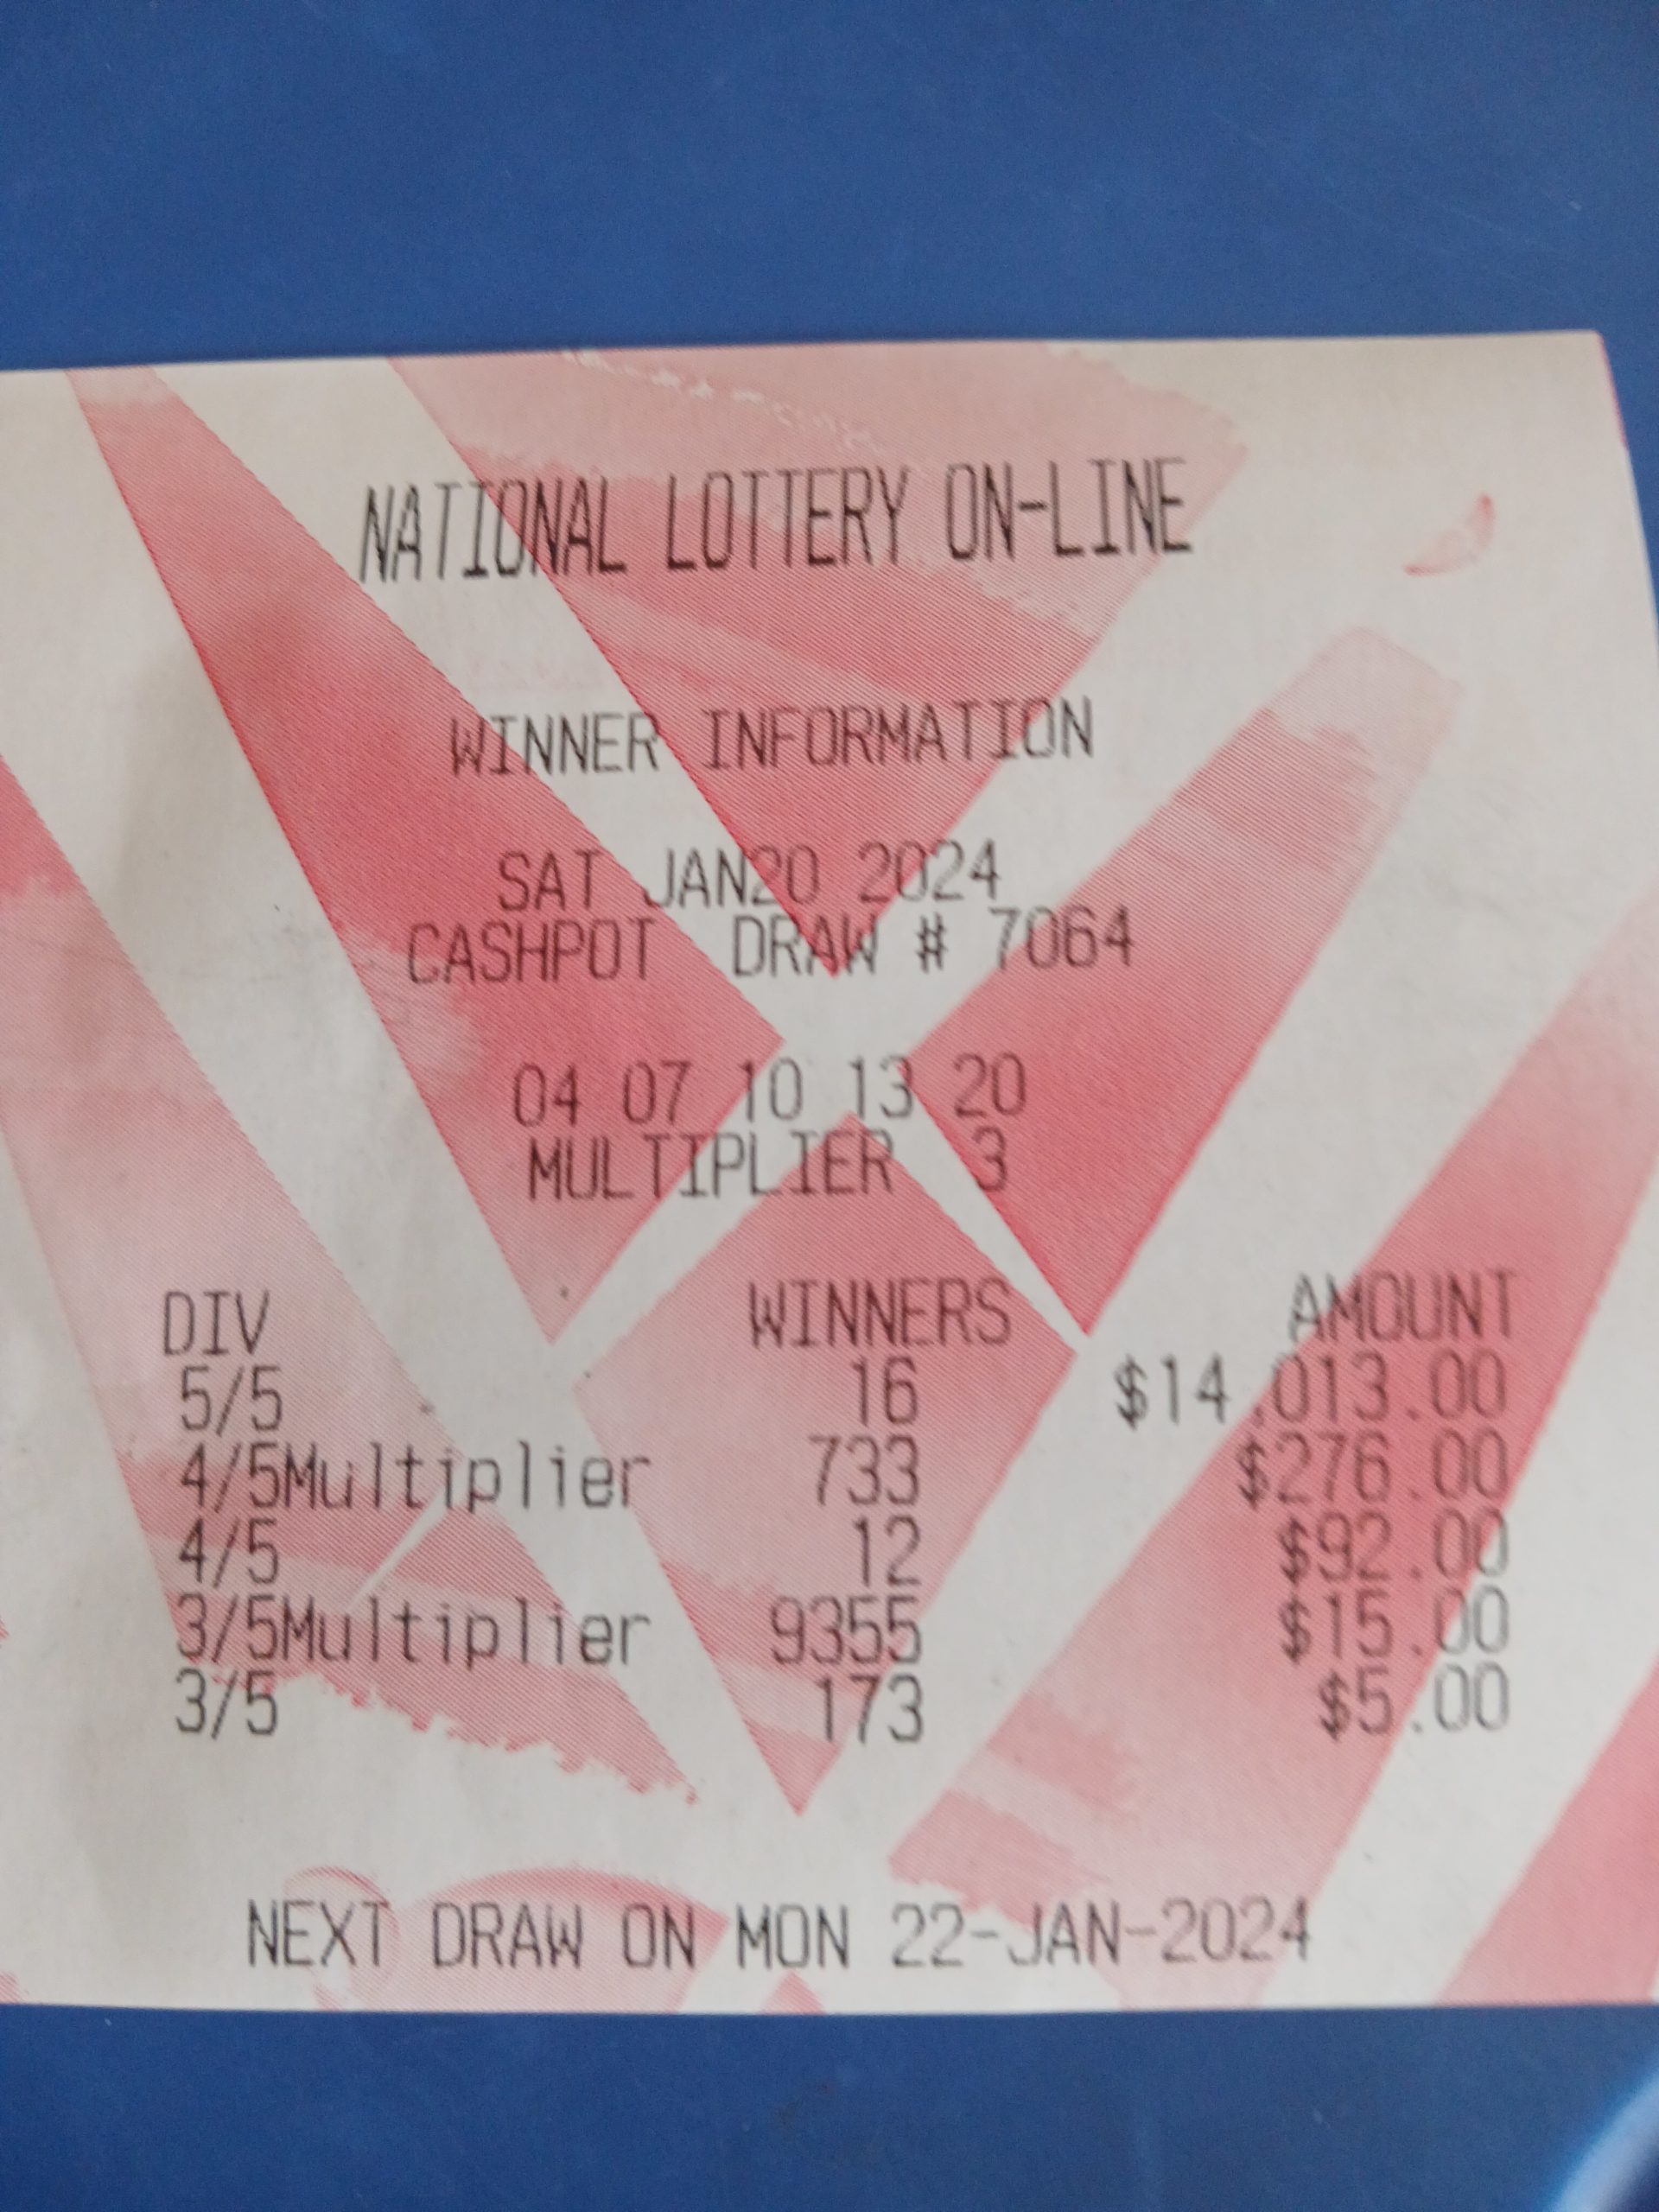 NATIONAL LOTTERY ON-LINE
WINNER INFORMATION
SAT JAN20 2024
CASHPOT DRAW # 7064
04 07 10 13 20
MULTIPLIER 3
DIV WINNERS AMOUNT
5/5 16 $14,013.00
4/5Multiplier 733 $276.00
4/5 12 $92.00
3/5Multiplier 9355 $15.00
3/5 173 $5.00
NEXT DRAW ON MON 22-JAN-2024